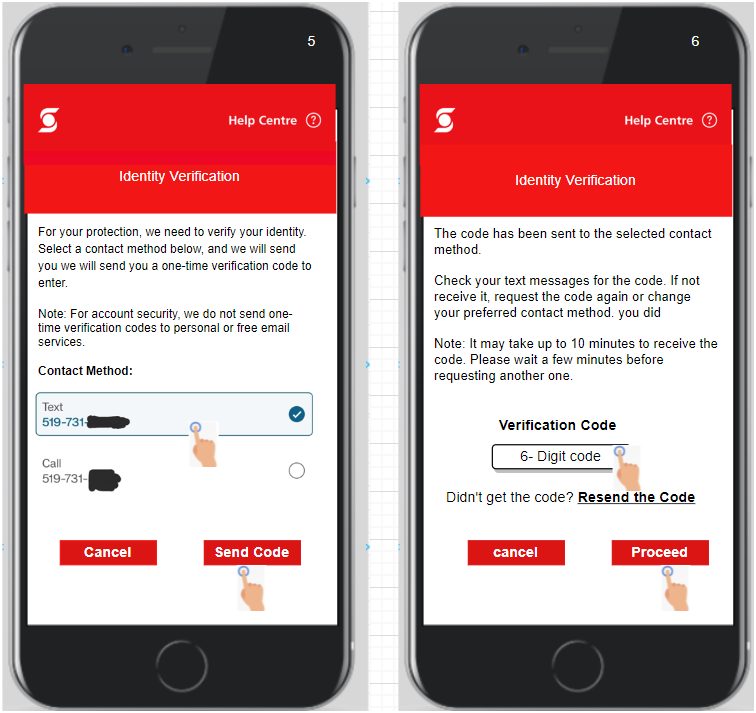 5
Help Centre ?
Identity Verification
For your protection, we need to verify your identity.
Select a contact method below, and we will send
you we will send you a one-time verification code to
enter.
Note: For account security, we do not send one-
time verification codes to personal or free email
services.
Contact Method:
Text
519-731-
Call
519-731-
Cancel
Send Code
6
Help Centre ?
Identity Verification
The code has been sent to the selected contact
method.
Check your text messages for the code. If not
receive it, request the code again or change
your preferred contact method. you did
Note: It may take up to 10 minutes to receive the
code. Please wait a few minutes before
requesting another one.
Verification Code
6- Digit code
Didn't get the code? Resend the Code
cancel
Proceed